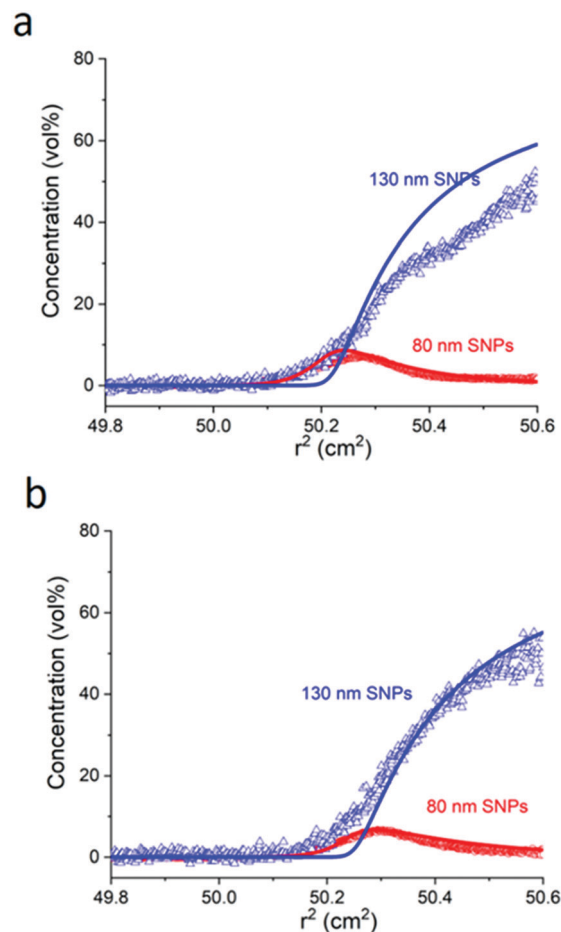 a
80
60
40
20
0
Concentration (vol%)
130 nm SNPs
80 nm SNPs
49.8 50.0 50.2 50.4 50.6
r² (cm²)
b
80
60
40
20
0
Concentration (vol%)
130 nm SNPs
80 nm SNPs
49.8 50.0 50.2 50.4 50.6
r² (cm²)